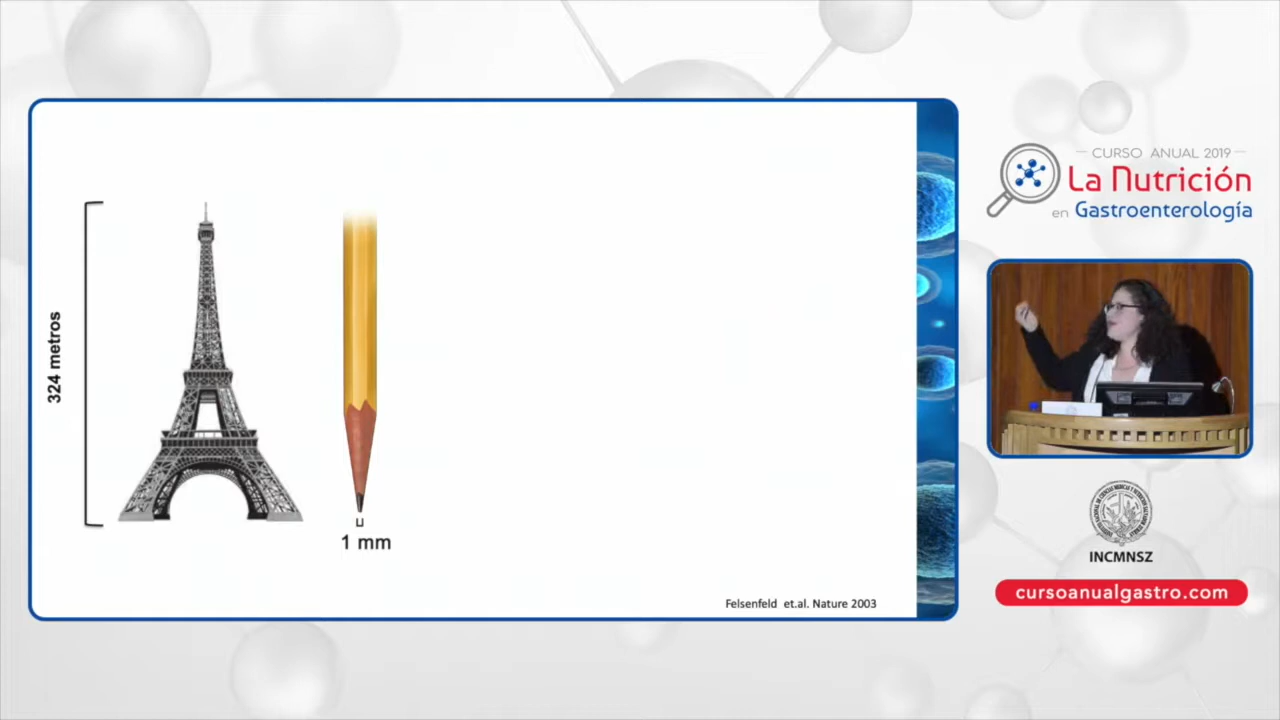 324 metros
1 mm
Felsenfeld et.al. Nature 2003
CURSO ANUAL 2019
La Nutrición
en Gastroenterología
INCMNSZ
cursoanualgastro.com